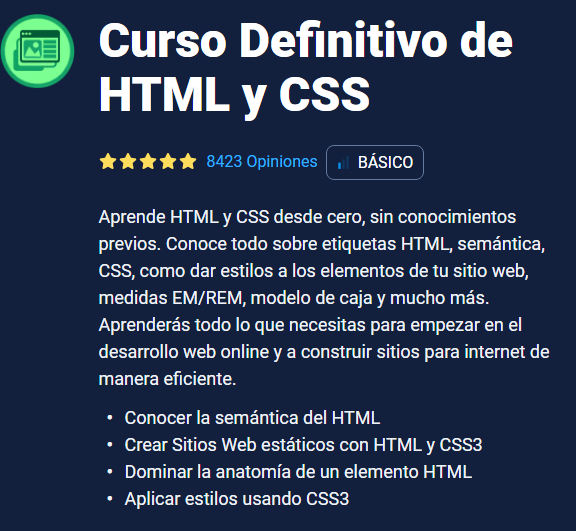 Curso Definitivo de
HTML y CSS
8423 Opiniones
BÁSICO
Aprende HTML y CSS desde cero, sin conocimientos
previos. Conoce todo sobre etiquetas HTML, semántica,
CSS, como dar estilos a los elementos de tu sitio web,
medidas EM/REM, modelo de caja y mucho más.
Aprenderás todo lo que necesitas para empezar en el
desarrollo web online y a construir sitios para internet de
manera eficiente.
• Conocer la semántica del HTML
• Crear Sitios Web estáticos con HTML y CSS3
• Dominar la anatomía de un elemento HTML
• Aplicar estilos usando CSS3